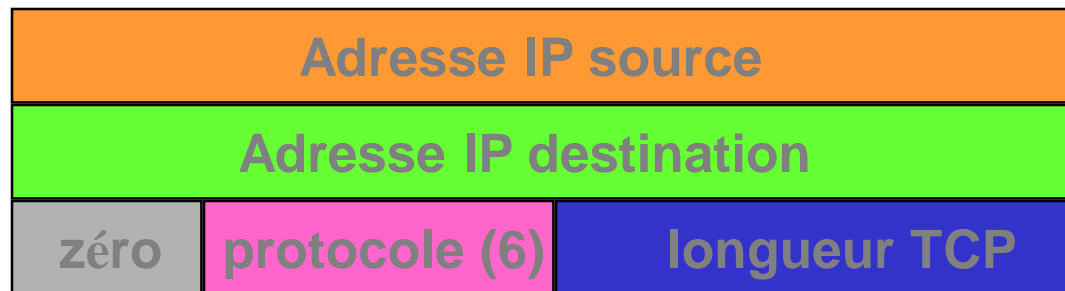 Adresse IP source
Adresse IP destination
zéro protocole (6) longueur TCP